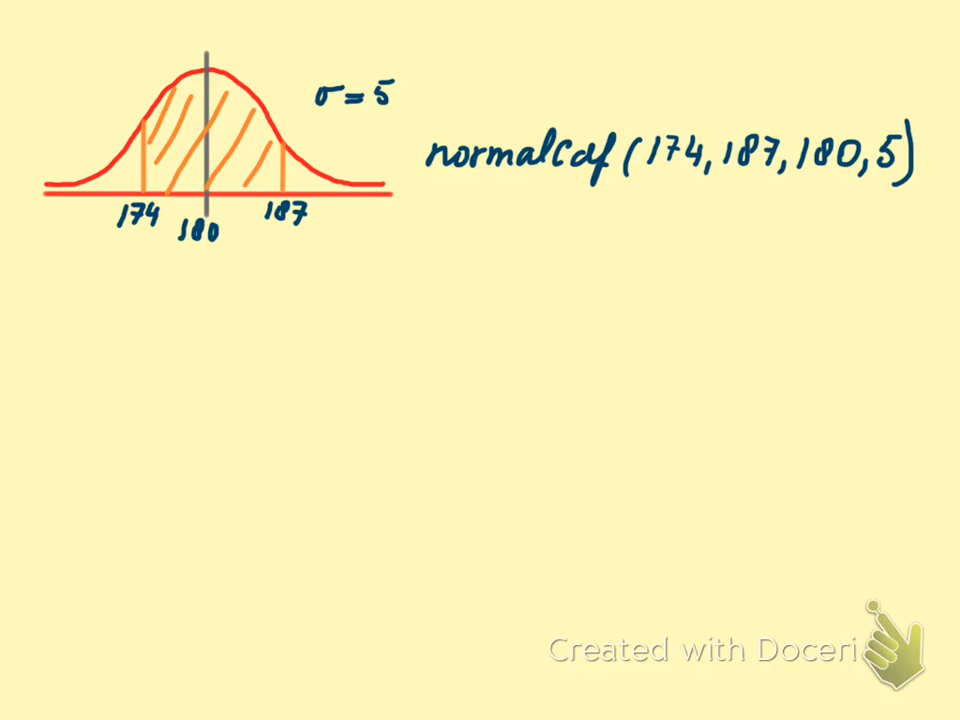 σ = 5
normalcdf (174, 187, 180, 5)
174
180
187
Created with Doceri